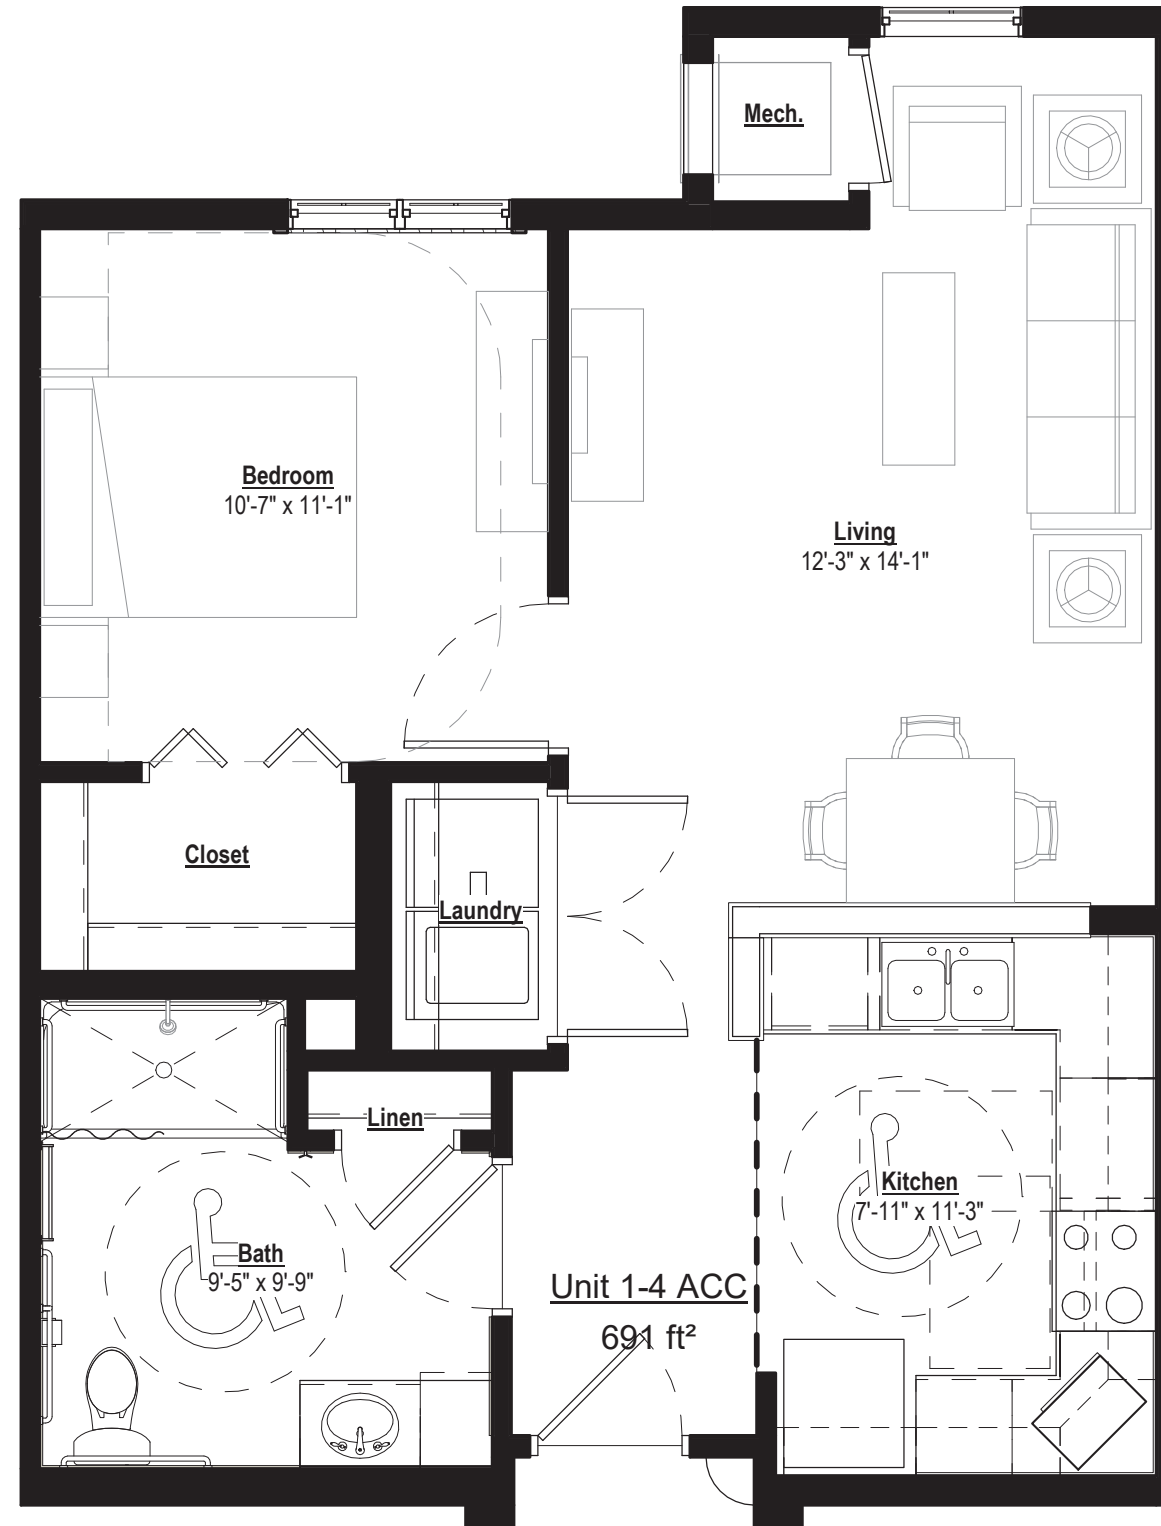 Mech.
Bedroom
10'-7" x 11'-1"
Living
12'-3" x 14'-1"
Closet
Laundry
Linen
Kitchen
7'-11" x 11'-3"
Bath
9'-5" x 9'-9"
Unit 1-4 ACC
691 ft²